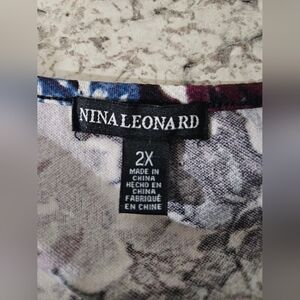 NINA LEONARD
2X
MADE IN
CHINA
HECHO EN
CHINA
FABRIQUÉ
EN CHINE